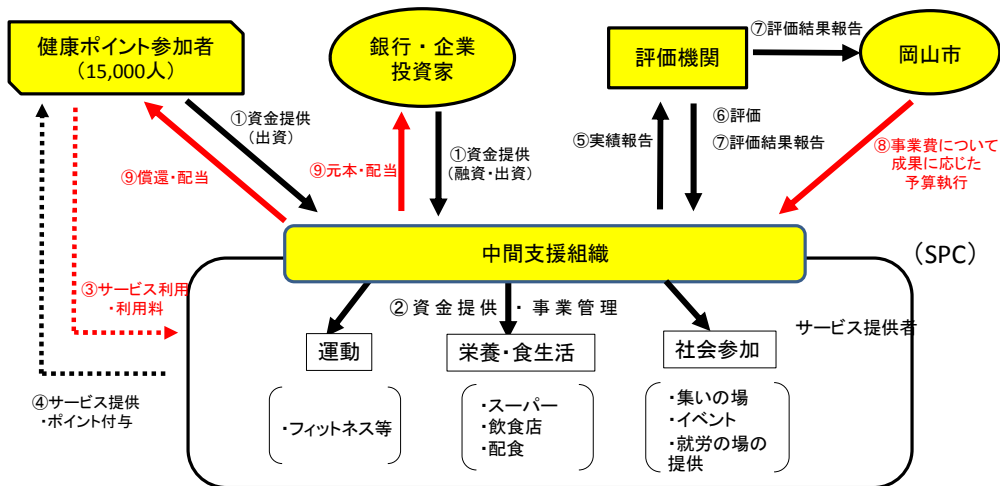 健康ポイント参加者
（15,000人）
銀行・企業
投資家
評価機関
⑦評価結果報告
岡山市
①資金提供
（出資）
⑨償還・配当
⑨元本・配当
①資金提供
（融資・出資）
⑤実績報告
⑥評価
⑦評価結果報告
⑧事業費について
成果に応じた
予算執行
中間支援組織
（SPC）
③サービス利用
・利用料
②資金提供・事業管理
サービス提供者
運動
栄養・食生活
社会参加
④サービス提供
・ポイント付与
・フィットネス等
・スーパー
・飲食店
・配食
・集いの場
・イベント
・就労の場の
提供